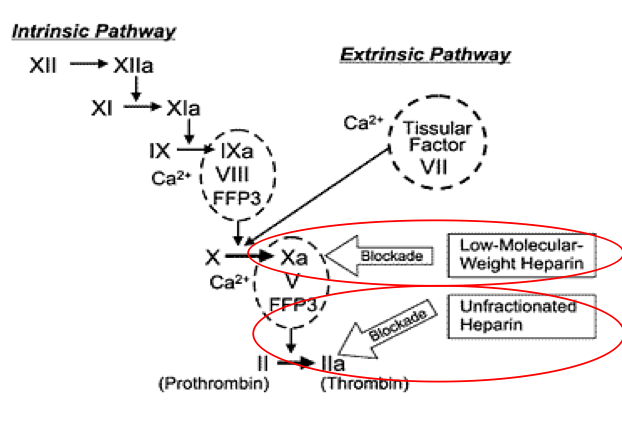 Intrinsic Pathway
XII XIIa
Extrinsic Pathway
XI XIa
Ca2+
Tissular
Factor
VII
IX IXa
Ca2+
VIII
FFP3
X Xa
Blockade
Low-Molecular-
Weight Heparin
Ca2+
V
FFP3
Blockade
Unfractionated
Heparin
II IIa
(Prothrombin) (Thrombin)